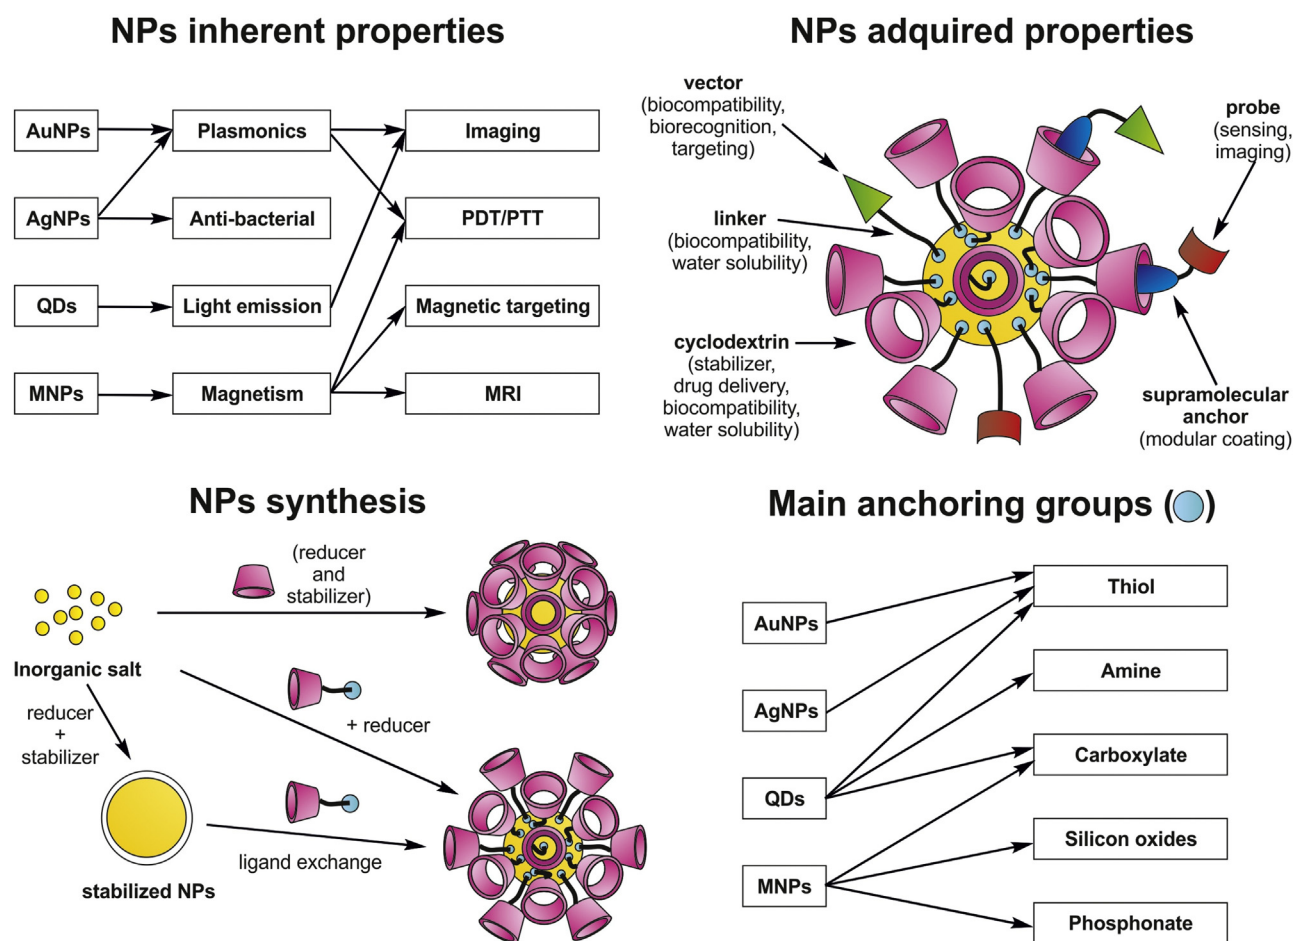 NPs inherent properties
AuNPs
Plasmonics
Imaging
AgNPs
Anti-bacterial
PDT/PTT
QDs
Light emission
Magnetic targeting
MNPs
Magnetism
MRI
NPs adquired properties
vector
(biocompatibility,
biorecognition,
targeting)
probe
(sensing,
imaging)
linker
(biocompatibility,
water solubility)
cyclodextrin
(stabilizer,
drug delivery,
biocompatibility,
water solubility)
supramolecular
anchor
(modular coating)
NPs synthesis
(reducer
and
stabilizer)
Inorganic salt
reducer
+
stabilizer
+ reducer
ligand exchange
stabilized NPs
Main anchoring groups ( )
AuNPs
Thiol
AgNPs
Amine
QDs
Carboxylate
MNPs
Silicon oxides
Phosphonate